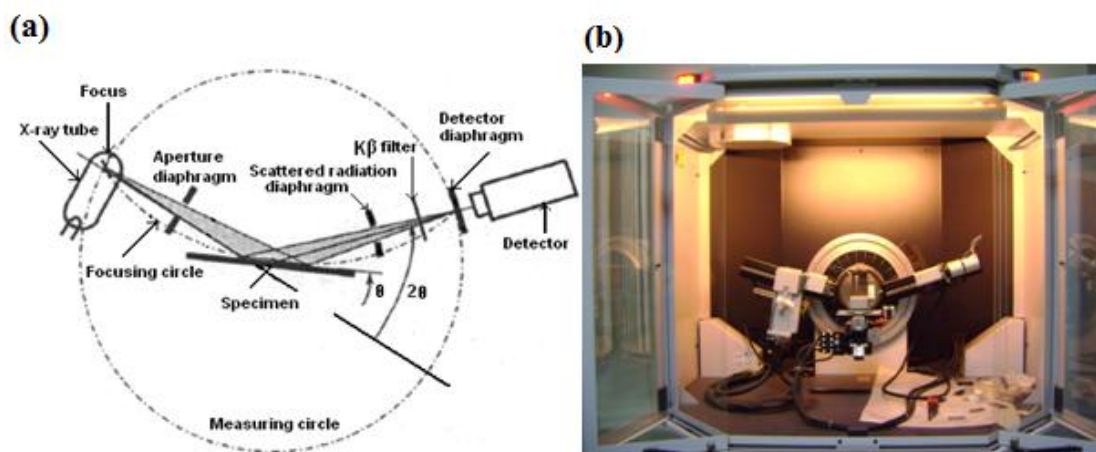 (a)
(b)
Focus
X-ray tube
Aperture
diaphragm
Scattered radiation
diaphragm
Kβ filter
Detector
diaphragm
Detector
Focusing circle
Specimen
θ
2θ
Measuring circle